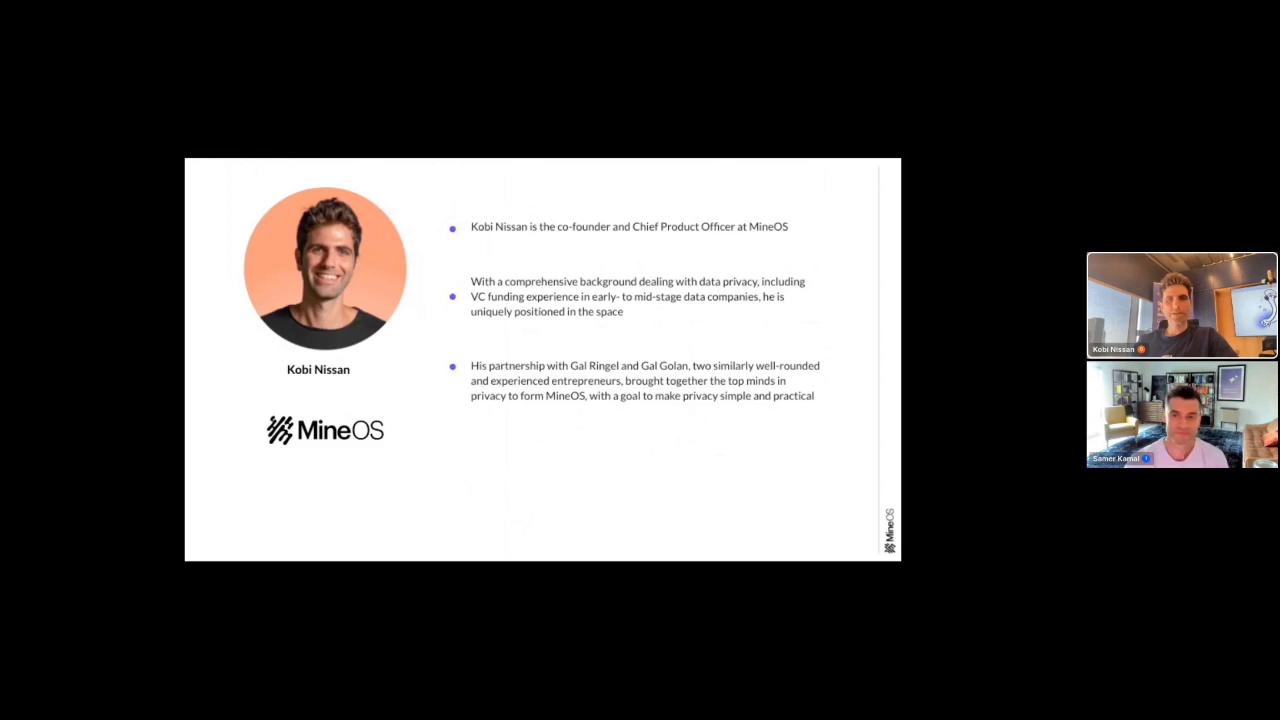 Kobi Nissan is the co-founder and Chief Product Officer at MineOS
With a comprehensive background dealing with data privacy, including
VC funding experience in early- to mid-stage data companies, he is
uniquely positioned in the space
His partnership with Gal Ringel and Gal Golan, two similarly well-rounded
and experienced entrepreneurs, brought together the top minds in
privacy to form MineOS, with a goal to make privacy simple and practical
Kobi Nissan
MineOS
MineOS
Kobi Nissan
Samer Kamal